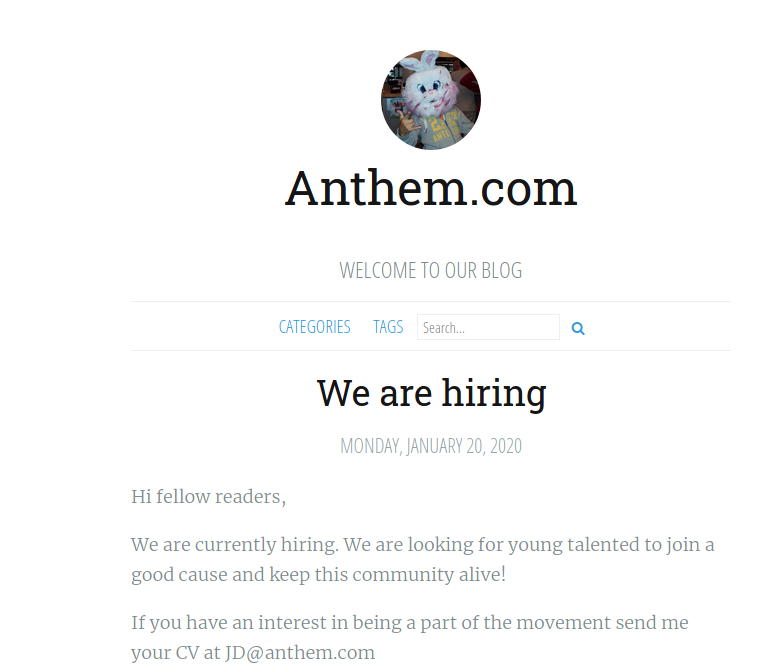 Anthem.com
WELCOME TO OUR BLOG
CATEGORIES TAGS Search...
We are hiring
MONDAY, JANUARY 20, 2020
Hi fellow readers,
We are currently hiring. We are looking for young talented to join a
good cause and keep this community alive!
If you have an interest in being a part of the movement send me
your CV at JD@anthem.com